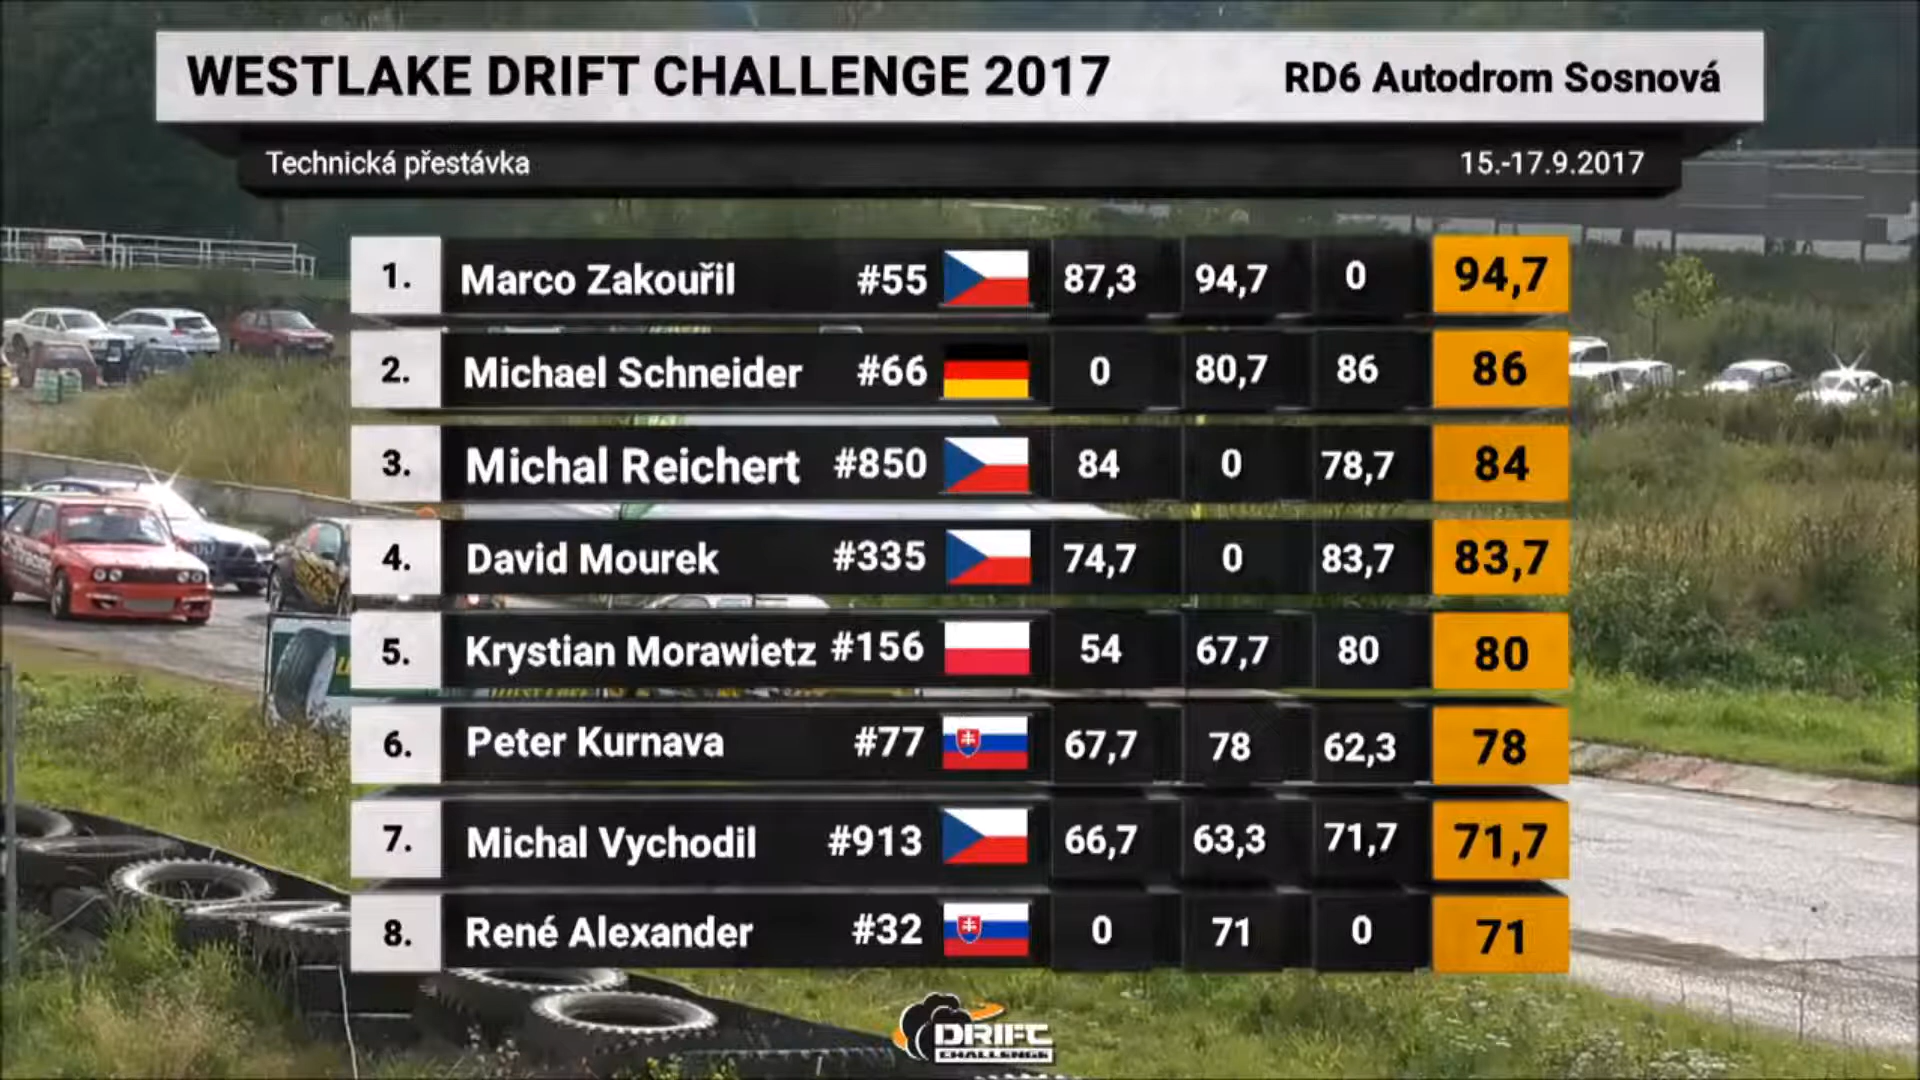 WESTLAKE DRIFT CHALLENGE 2017 RD6 Autodrom Sosnová
Technická přestávka 15.-17.9.2017
1. Marco Zakouřil #55 87,3 94,7 0 94,7
2. Michael Schneider #66 0 80,7 86 86
3. Michal Reichert #850 84 0 78,7 84
4. David Mourek #335 74,7 0 83,7 83,7
5. Krystian Morawietz #156 54 67,7 80 80
6. Peter Kurnava #77 67,7 78 62,3 78
7. Michal Vychodil #913 66,7 63,3 71,7 71,7
8. René Alexander #32 0 71 0 71
DRIFT
CHALLENGE